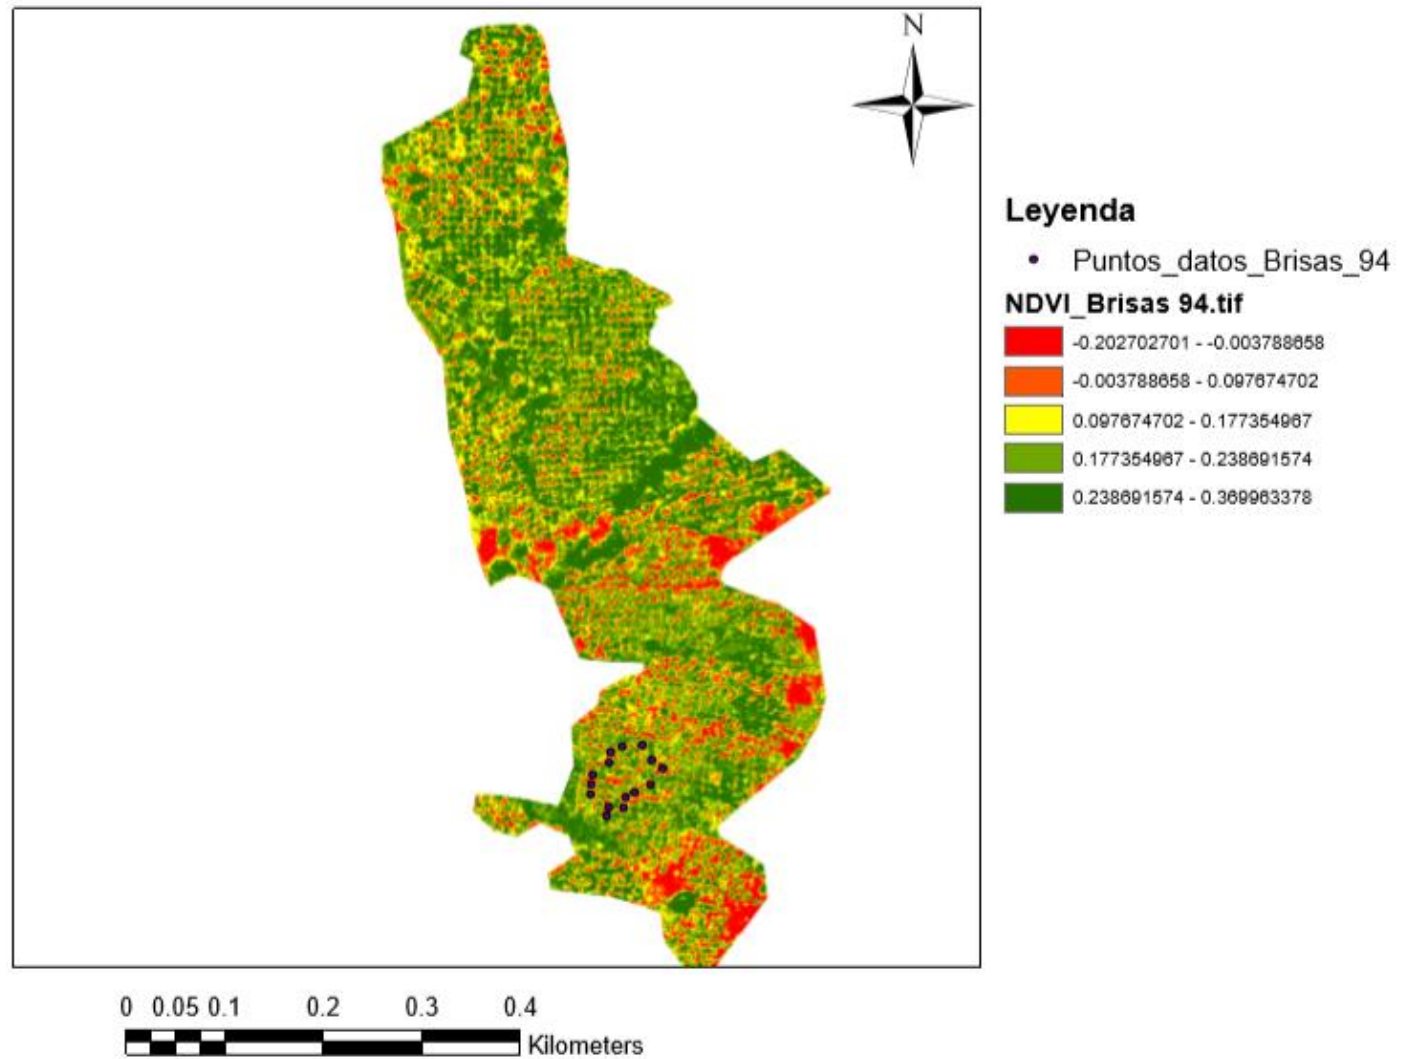 N
Leyenda
Puntos_datos_Brisas_94
NDVI_Brisas 94.tif
-0.202702701 - -0.003788658
-0.003788658 - 0.097674702
0.097674702 - 0.177354967
0.177354967 - 0.238691574
0.238691574 - 0.369963378
0 0.05 0.1 0.2 0.3 0.4
Kilometers